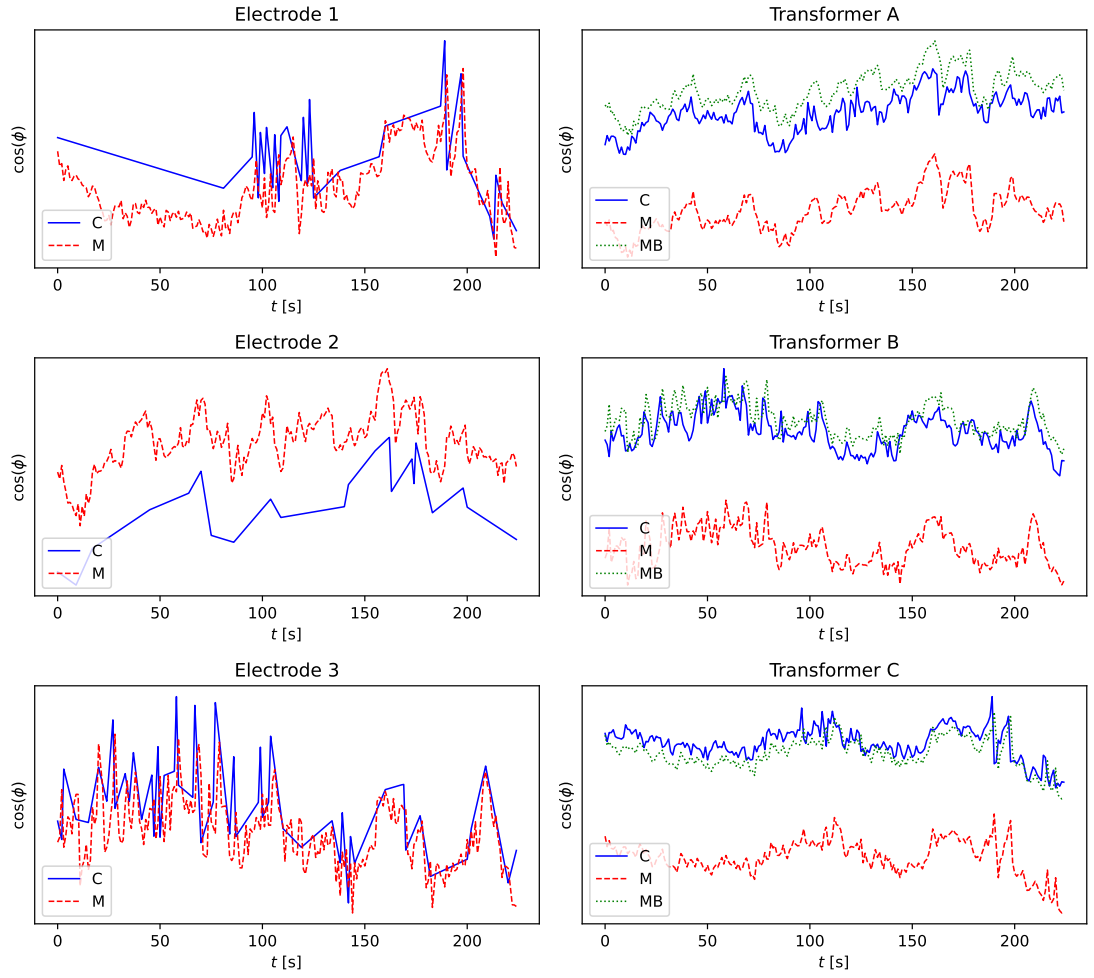 Electrode 1
cos(ϕ)
C
M
0 50 100 150 200
t [s]
Transformer A
cos(ϕ)
C
M
MB
0 50 100 150 200
t [s]
Electrode 2
cos(ϕ)
C
M
0 50 100 150 200
t [s]
Transformer B
cos(ϕ)
C
M
MB
0 50 100 150 200
t [s]
Electrode 3
cos(ϕ)
C
M
0 50 100 150 200
t [s]
Transformer C
cos(ϕ)
C
M
MB
0 50 100 150 200
t [s]